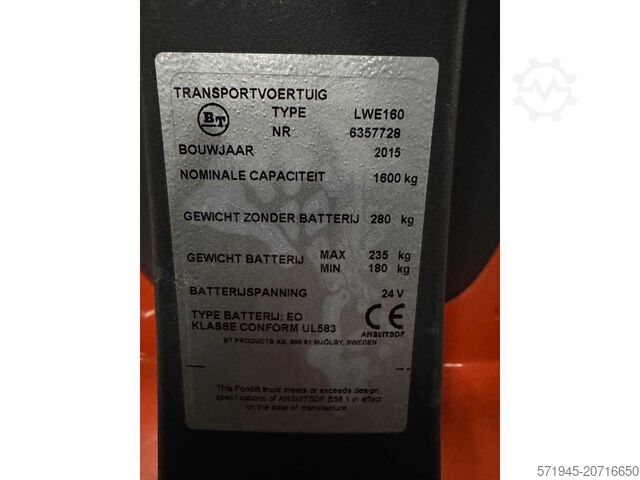 TRANSPORTVOERTUIG
BT TYPE LWE160
NR 6357728
BOUWJAAR 2015
NOMINALE CAPACITEIT 1600 kg
GEWICHT ZONDER BATTERIJ 280 kg
GEWICHT BATTERIJ MAX 235 kg
MIN 180 kg
BATTERIJSPANNING 24 V
TYPE BATTERIJ: EO
KLASSE CONFORM UL583
CE
ANSI/ITSDF
BT PRODUCTS AB, 595 81 MJÖLBY, SWEDEN
This Forklift truck meets or exceeds design
specifications of ANSI/ITSDF B56.1 in effect
on the date of manufacture
571945-20716650